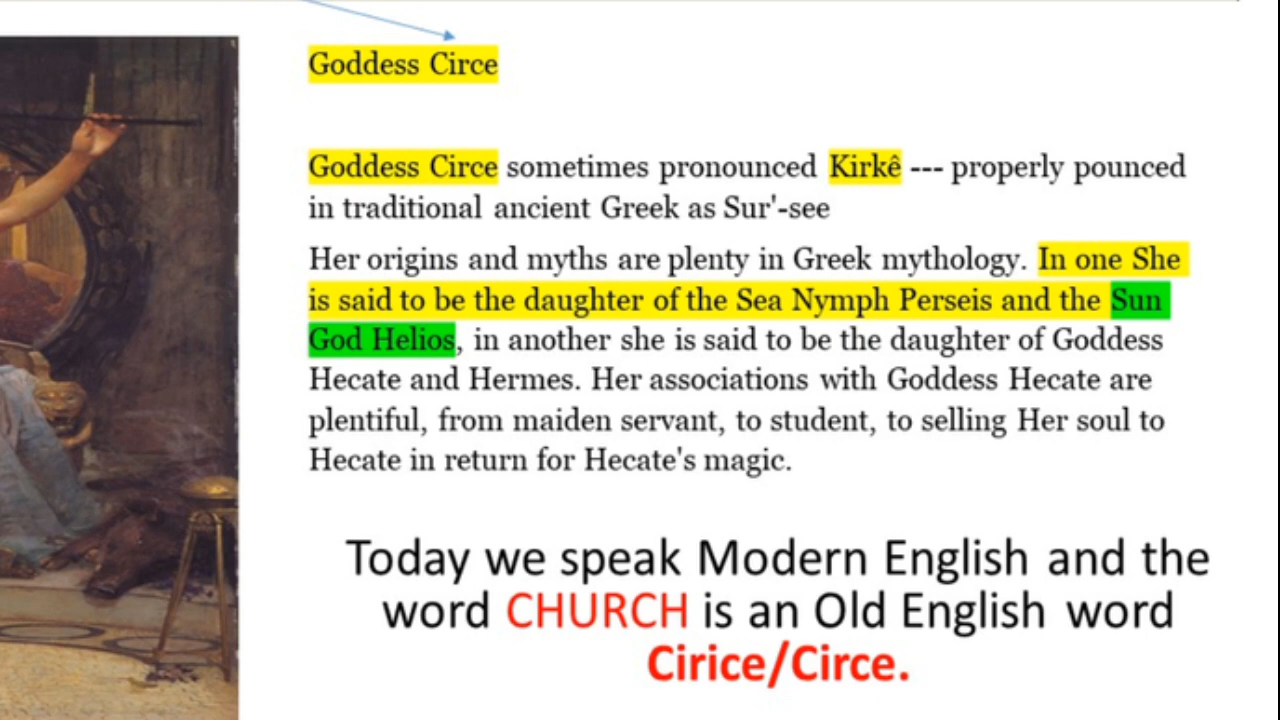 Goddess Circe
Goddess Circe sometimes pronounced Kirkê --- properly pounced
in traditional ancient Greek as Sur'-see
Her origins and myths are plenty in Greek mythology. In one She
is said to be the daughter of the Sea Nymph Perseis and the Sun
God Helios, in another she is said to be the daughter of Goddess
Hecate and Hermes. Her associations with Goddess Hecate are
plentiful, from maiden servant, to student, to selling Her soul to
Hecate in return for Hecate's magic.
Today we speak Modern English and the
word CHURCH is an Old English word
Cirice/Circe.